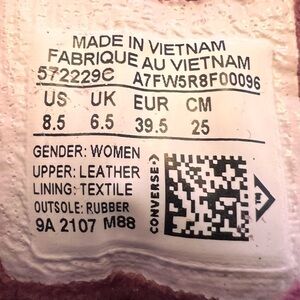 MADE IN VIETNAM
FABRIQUE AU VIETNAM
572229C A7FW5R8F00096
US UK EUR CM
8.5 6.5 39.5 25
GENDER: WOMEN
UPPER: LEATHER
LINING: TEXTILE
OUTSOLE: RUBBER
9A 2107 M88
CONVERSE